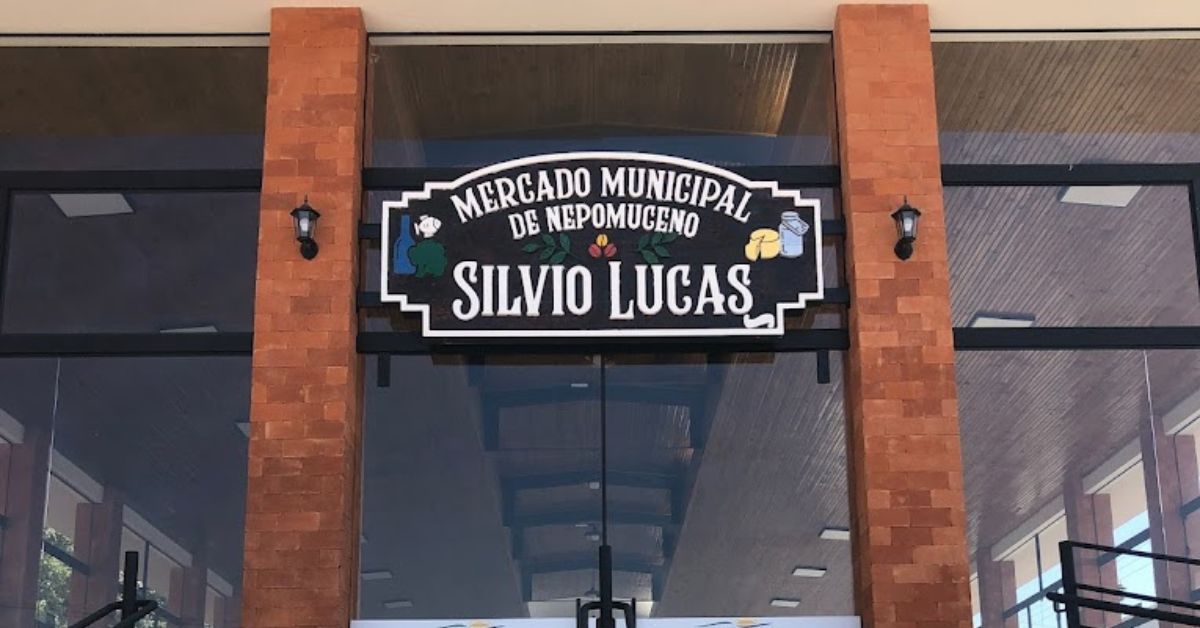 MERCADO MUNICIPAL
DE NEPOMUCENO
SILVIO LUCAS